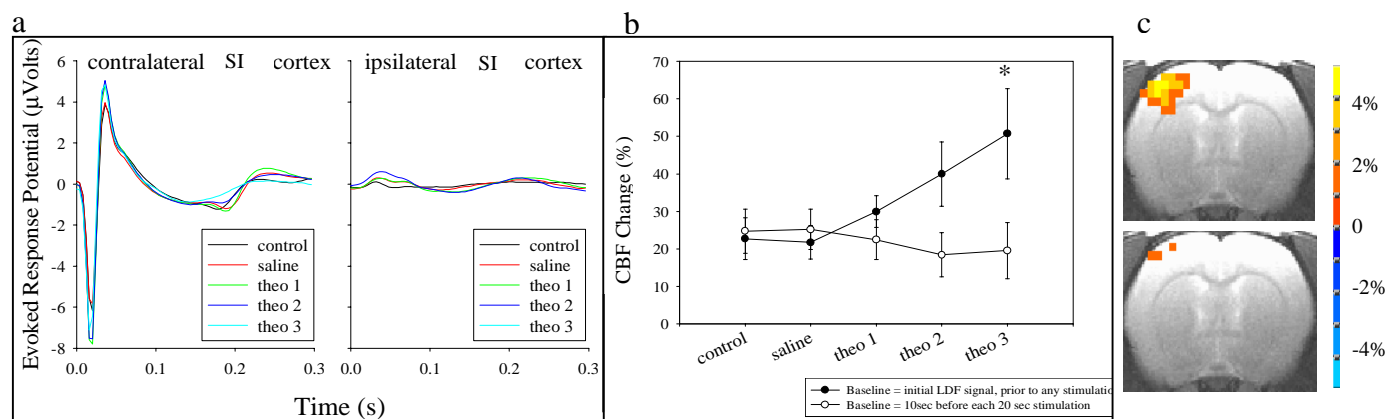 a
contralateral SI cortex
ipsilateral SI cortex
Evoked Response Potential (µVolts)
6
4
2
0
-2
-4
-6
-8
control
saline
theo 1
theo 2
theo 3
control
saline
theo 1
theo 2
theo 3
0.0 0.1 0.2 0.3
0.0 0.1 0.2 0.3
Time (s)
b
CBF Change (%)
70
60
50
40
30
20
10
0
*
control saline theo 1 theo 2 theo 3
Baseline = initial LDF signal, prior to any
Baseline = 10sec before each 20 sec stimulation
c
4%
2%
0
-2%
-4%